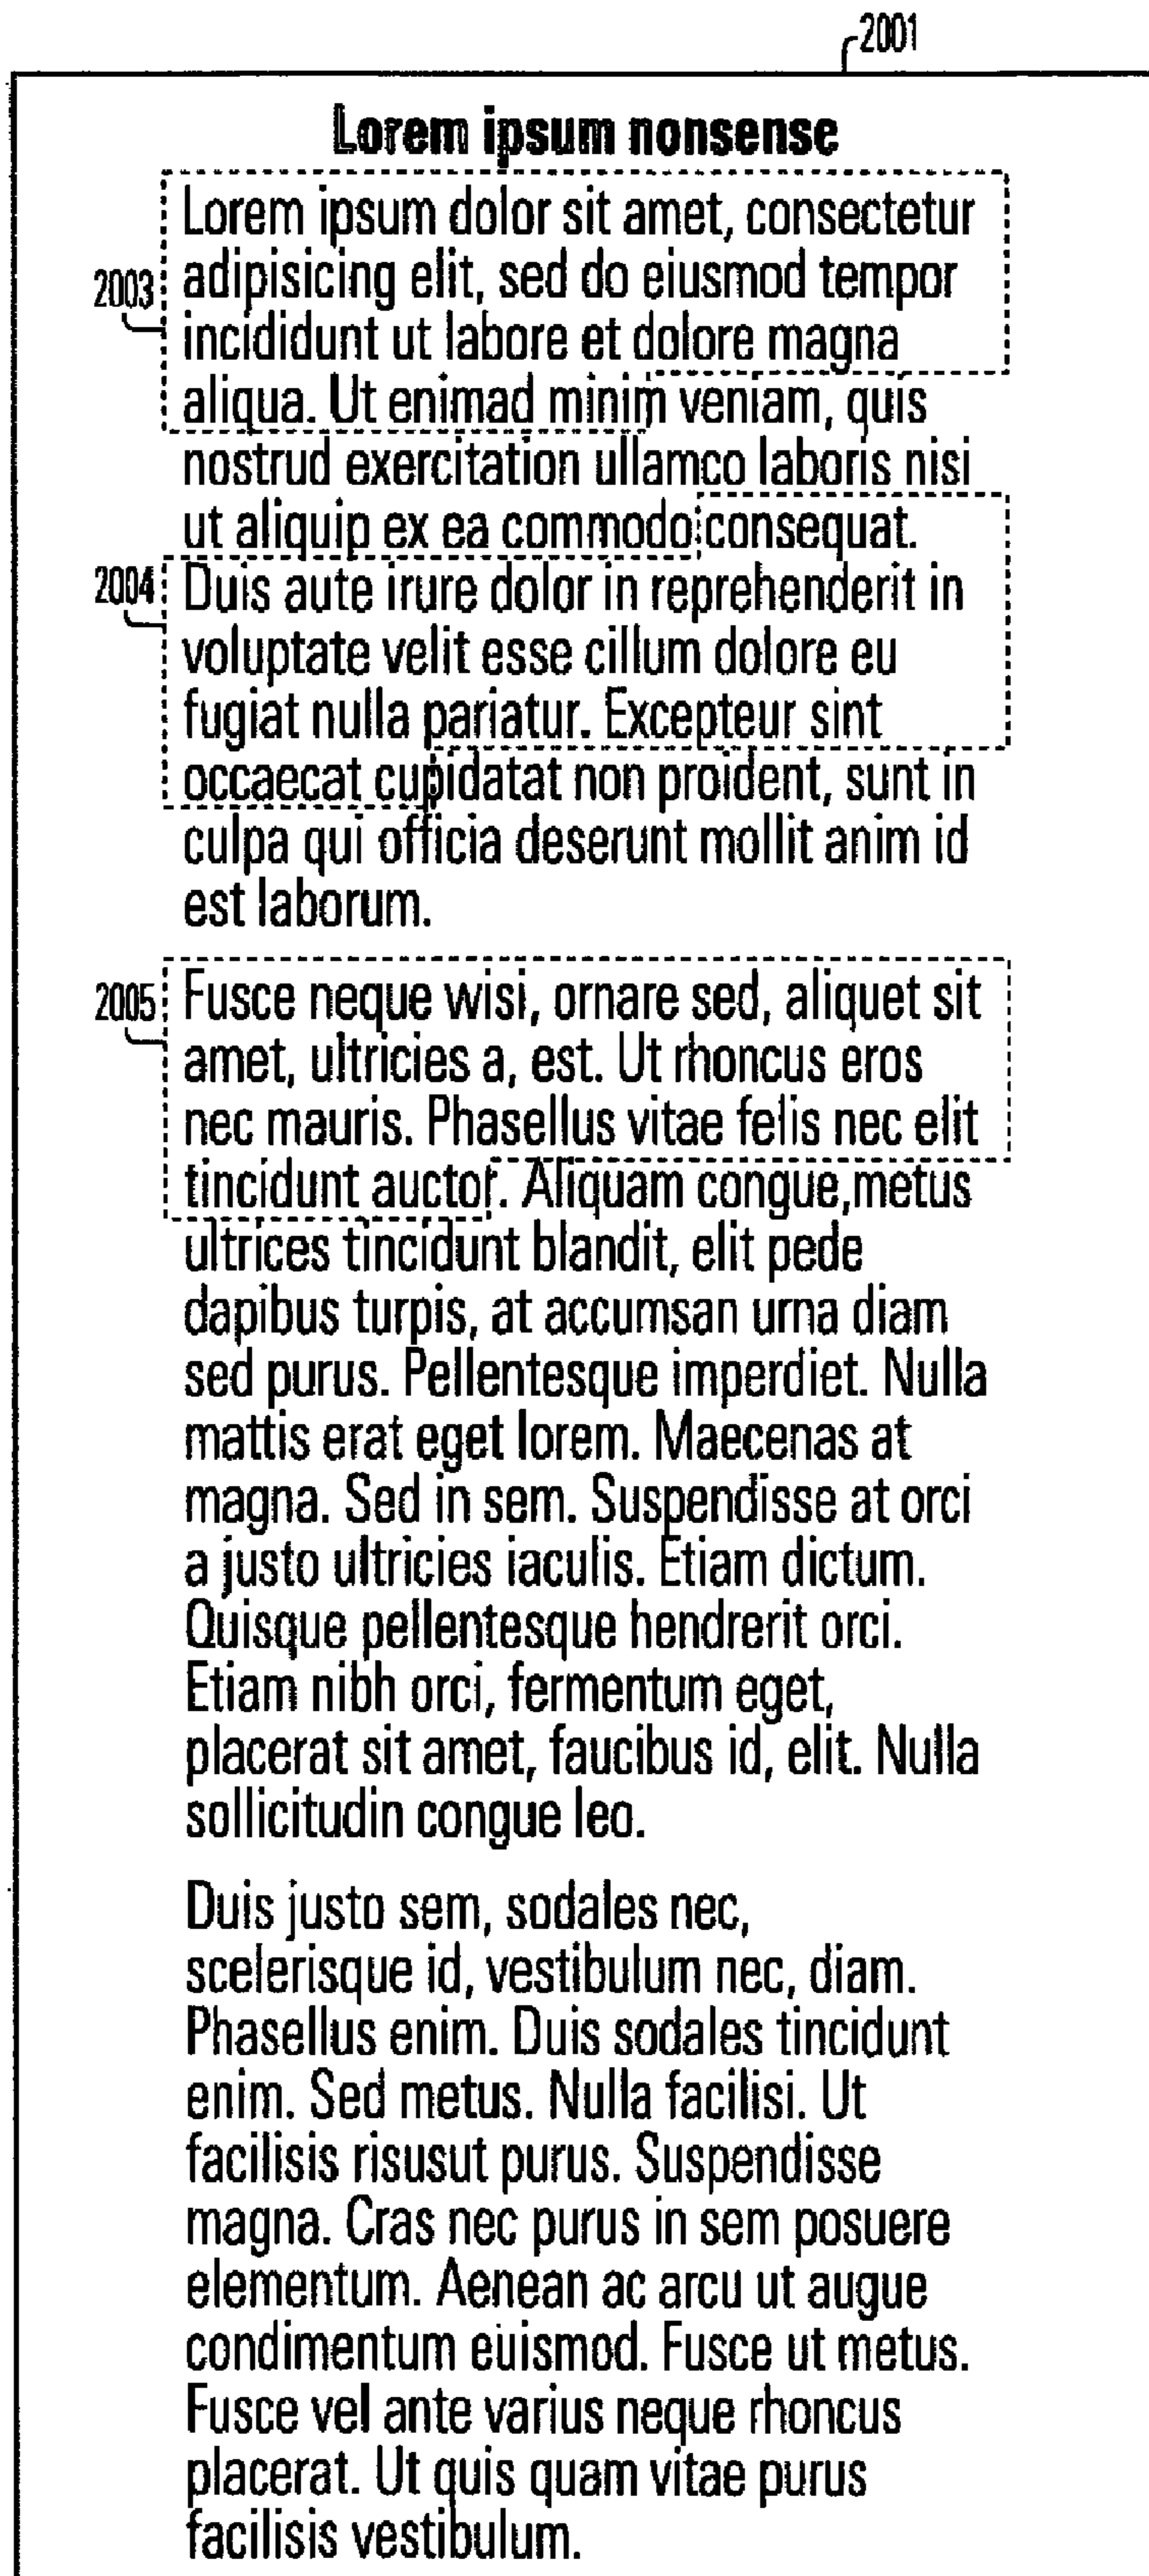 2001
Lorem ipsum nonsense
Lorem ipsum dolor sit amet, consectetur
2003
adipisicing elit, sed do eiusmod tempor
incididunt ut labore et dolore magna
aliqua. Ut enimad minim veniam, quis
nostrud exercitation ullamco laboris nisi
ut aliquip ex ea commodo consequat.
2004
Duis aute irure dolor in reprehenderit in
voluptate velit esse cillum dolore eu
fugiat nulla pariatur. Excepteur sint
occaecat cupidatat non proident, sunt in
culpa qui officia deserunt mollit anim id
est laborum.
2005
Fusce neque wisi, ornare sed, aliquet sit
amet, ultricies a, est. Ut rhoncus eros
nec mauris. Phasellus vitae felis nec elit
tincidunt auctor. Aliquam congue,metus
ultrices tincidunt blandit, elit pede
dapibus turpis, at accumsan urna diam
sed purus. Pellentesque imperdiet. Nulla
mattis erat eget lorem. Maecenas at
magna. Sed in sem. Suspendisse at orci
a justo ultricies iaculis. Etiam dictum.
Quisque pellentesque hendrerit orci.
Etiam nibh orci, fermentum eget,
placerat sit amet, faucibus id, elit. Nulla
sollicitudin congue leo.
Duis justo sem, sodales nec,
scelerisque id, vestibulum nec, diam.
Phasellus enim. Duis sodales tincidunt
enim. Sed metus. Nulla facilisi. Ut
facilisis risusut purus. Suspendisse
magna. Cras nec purus in sem posuere
elementum. Aenean ac arcu ut augue
condimentum euismod. Fusce ut metus.
Fusce vel ante varius neque rhoncus
placerat. Ut quis quam vitae purus
facilisis vestibulum.